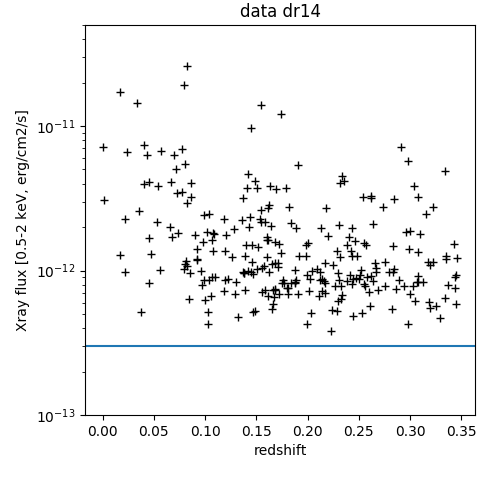 data dr14
Xray flux [0.5-2 keV, erg/cm2/s]
10^{-11}
10^{-12}
10^{-13}
0.00 0.05 0.10 0.15 0.20 0.25 0.30 0.35
redshift